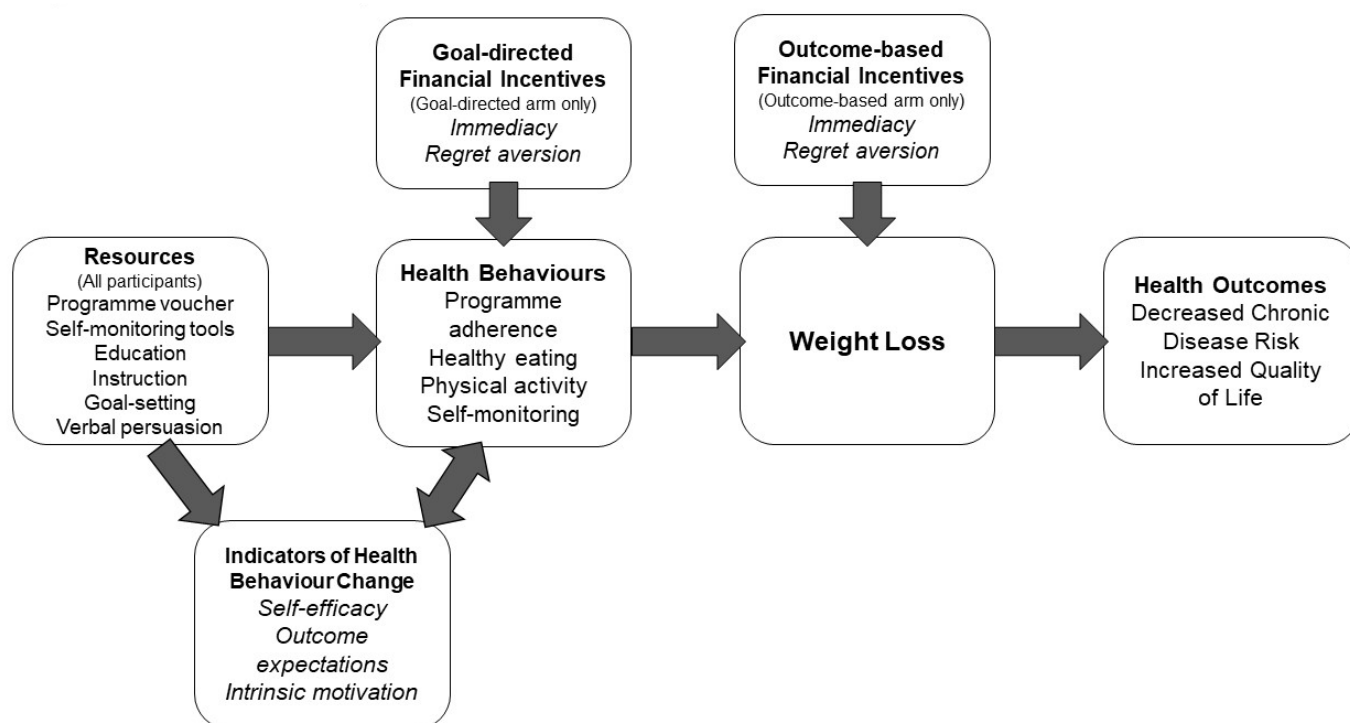 Goal-directed
Financial Incentives
(Goal-directed arm only)
Immediacy
Regret aversion
Outcome-based
Financial Incentives
(Outcome-based arm only)
Immediacy
Regret aversion
Resources
(All participants)
Programme voucher
Self-monitoring tools
Education
Instruction
Goal-setting
Verbal persuasion
Health Behaviours
Programme
adherence
Healthy eating
Physical activity
Self-monitoring
Weight Loss
Health Outcomes
Decreased Chronic
Disease Risk
Increased Quality
of Life
Indicators of Health
Behaviour Change
Self-efficacy
Outcome
expectations
Intrinsic motivation